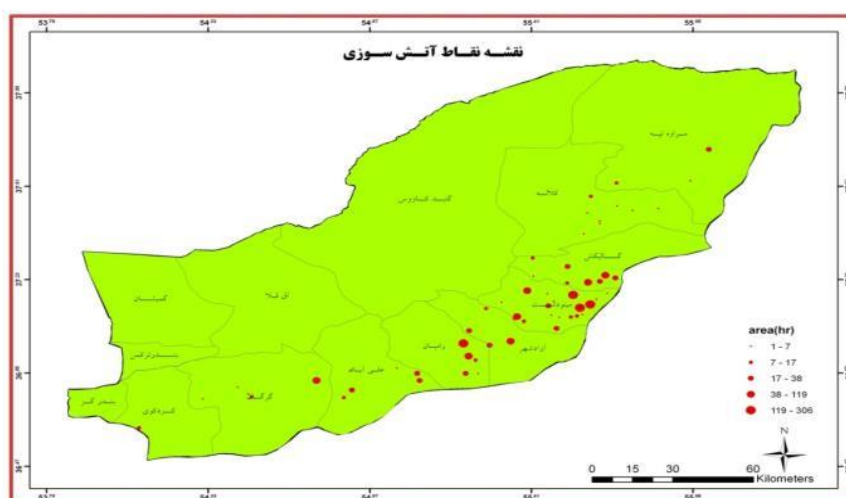 نقشه نقاط آتش سوزی
مراوه تپه
کلاله
گنبد کاووس
گالیکش
آق قلا
گمیشان
مینودشت
بندرترکمن
رامیان
آزادشهر
علی آباد
گرگان
کردکوی
بندر گز
area(hr)
1 - 7
7 - 17
17 - 38
38 - 119
119 - 306
N
0 15 30 60
Kilometers